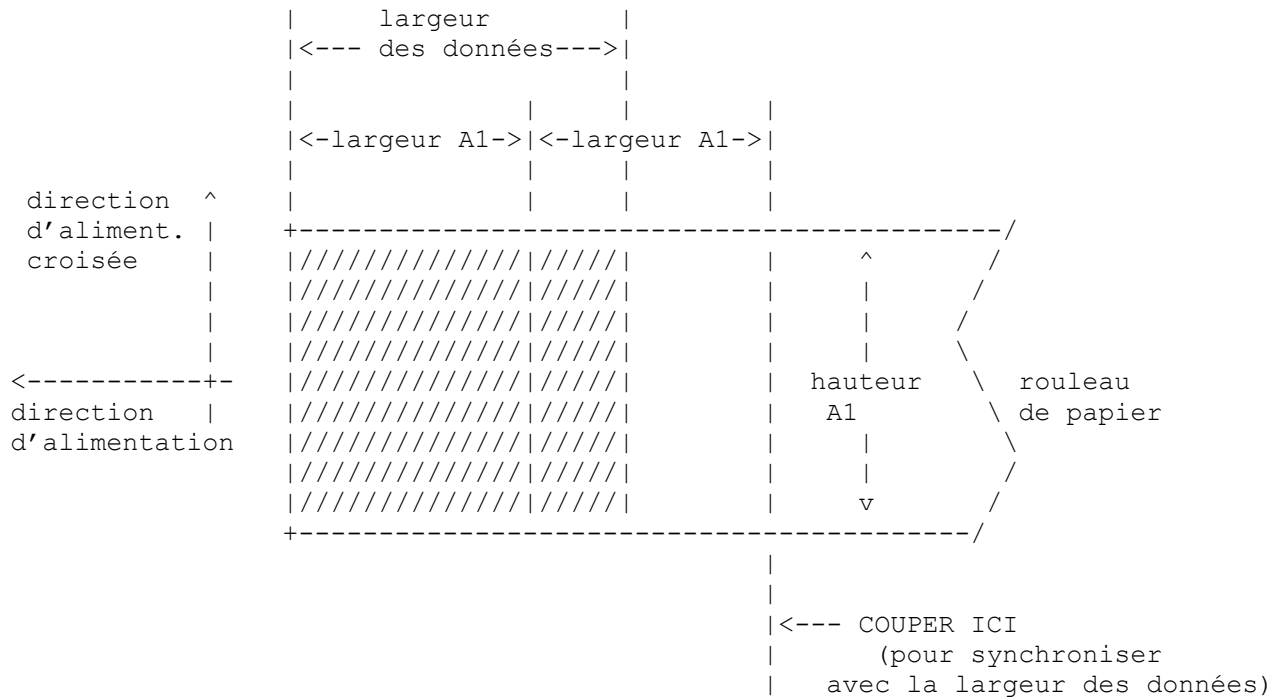 largeur
<--- des données--->
<-largeur A1->|<-largeur A1->
direction
d'aliment.
croisée
hauteur
A1
rouleau
de papier
direction
d'alimentation
<--- COUPER ICI
(pour synchroniser
avec la largeur des données)